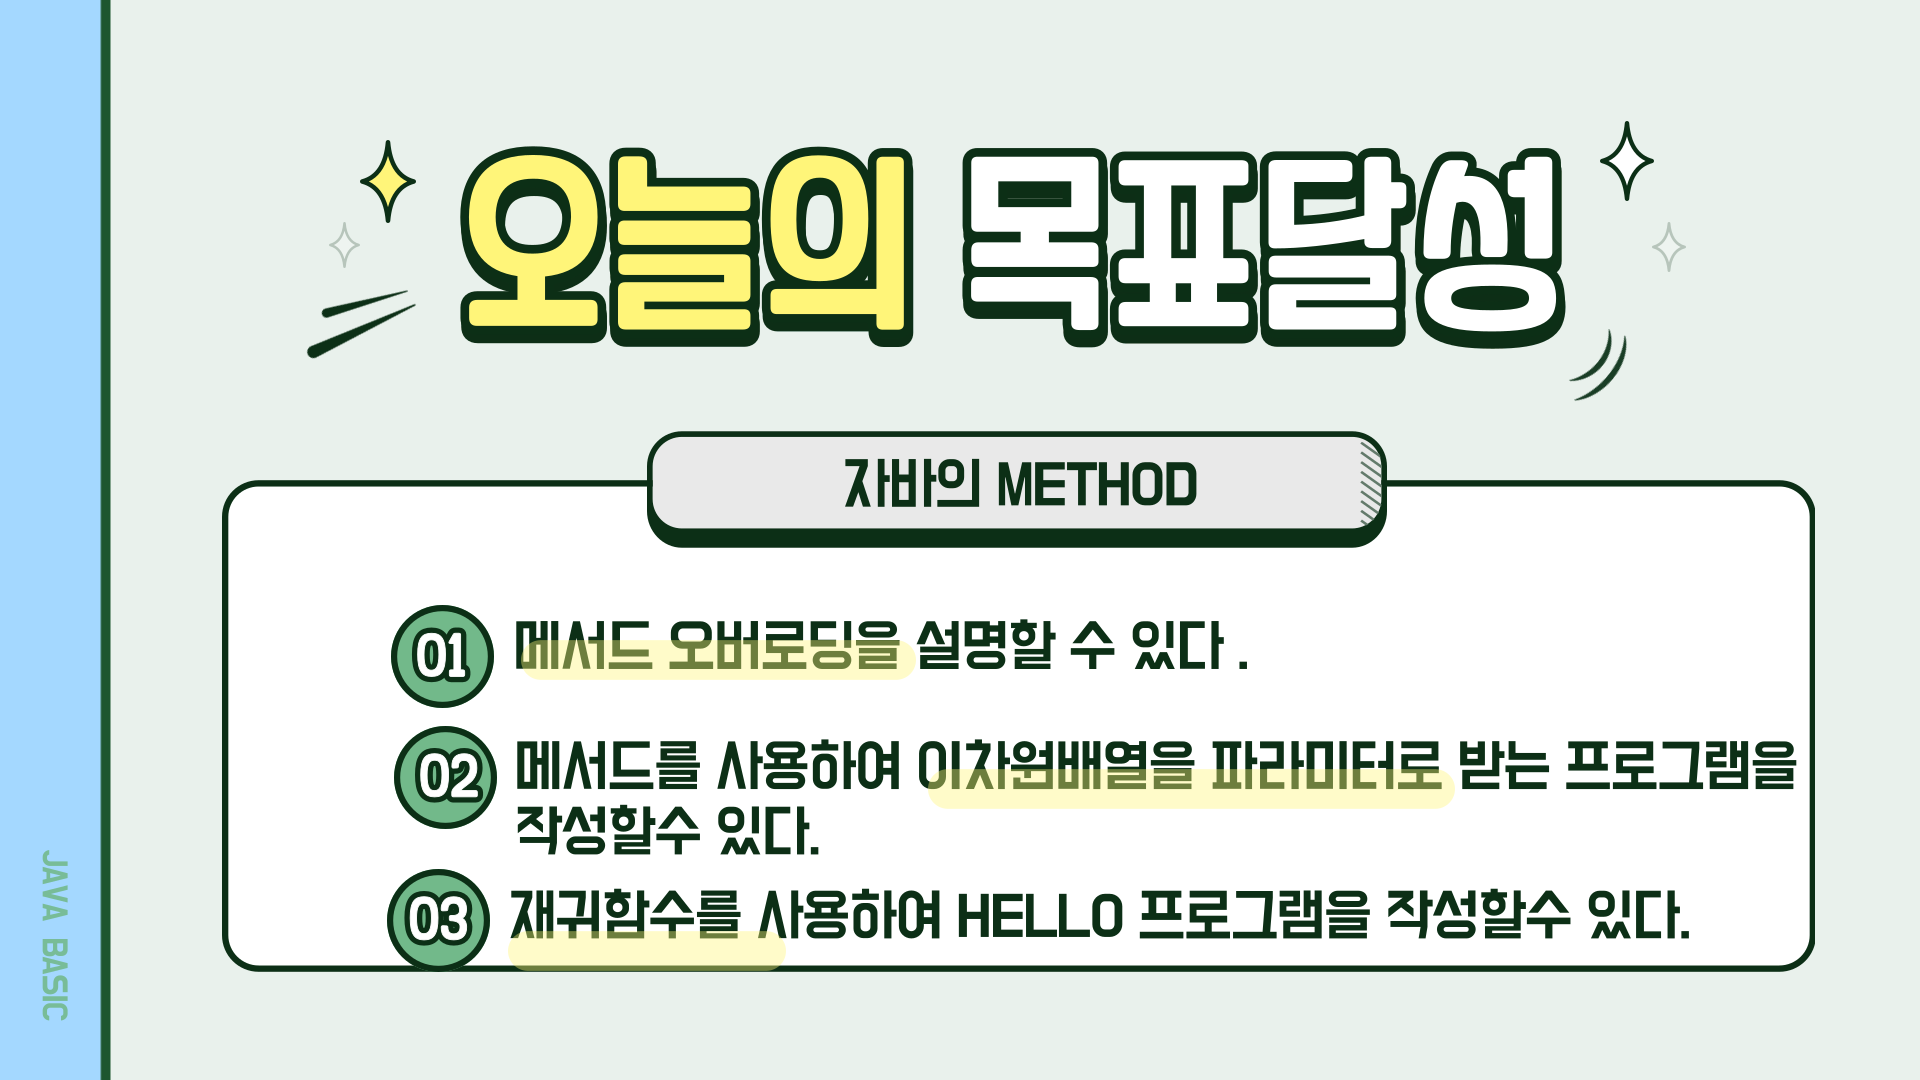 오늘의 목표달성
자바의 METHOD
01 메서드 오버로딩을 설명할 수 있다 .
02 메서드를 사용하여 이차원배열을 파라미터로 받는 프로그램을
작성할수 있다.
03 재귀함수를 사용하여 HELLO 프로그램을 작성할수 있다.
JAVA BASIC